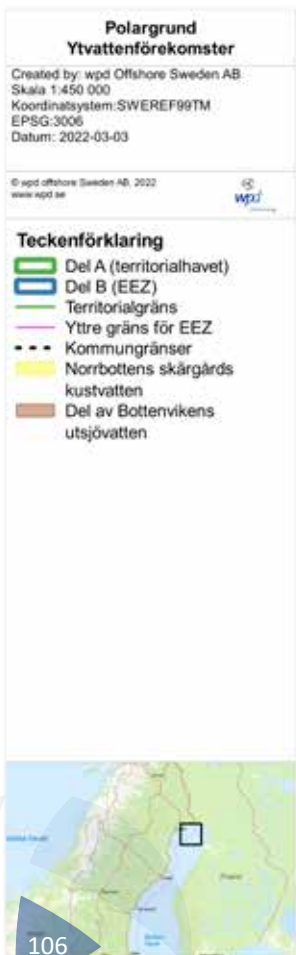 Polargrund
Ytvattenförekomster
Created by: wpd Offshore Sweden AB
Skala 1:450 000
Koordinatsystem:SWEREF99TM
EPSG:3006
Datum: 2022-03-03
© wpd offshore Sweden AB, 2022
www.wpd.se
wpd
Teckenförklaring
Del A (territorialhavet)
Del B (EEZ)
Territorialgräns
Yttre gräns för EEZ
Kommungränser
Norrbottens skärgårds
kustvatten
Del av Bottenvikens
utsjövatten
106